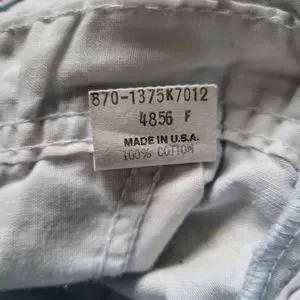 870-1375K7012
4856 F
MADE IN U.S.A.
100% COTTON